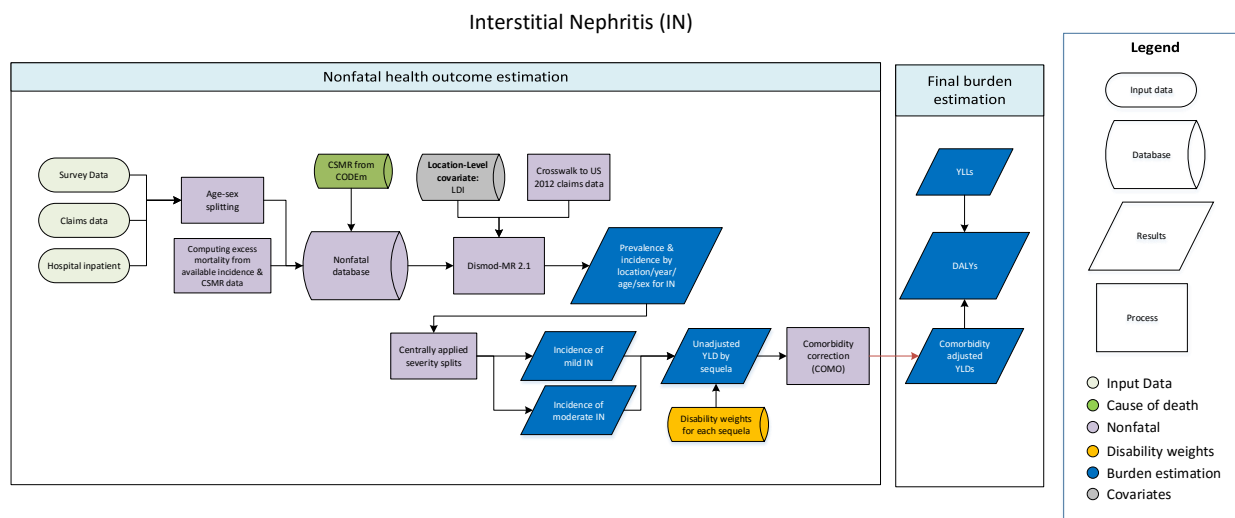 Interstitial Nephritis (IN)
Nonfatal health outcome estimation
Survey Data
Claims data
Hospital inpatient
Age-sex
splitting
Computing excess
mortality from
available incidence &
CSMR data
CSMR from
CODEm
Nonfatal
database
Location-Level
covariate:
LDI
Crosswalk to US
2012 claims data
Dismod-MR 2.1
Prevalence &
incidence by
location/year/
age/sex for IN
Centrally applied
severity splits
Incidence of
mild IN
Incidence of
moderate IN
Unadjusted
YLD by
sequela
Disability weights
for each sequela
Comorbidity
correction
(COMO)
Final burden
estimation
YLLs
DALYs
Comorbidity
adjusted
YLDs
Legend
Input data
Database
Results
Process
Input Data
Cause of death
Nonfatal
Disability weights
Burden estimation
Covariates